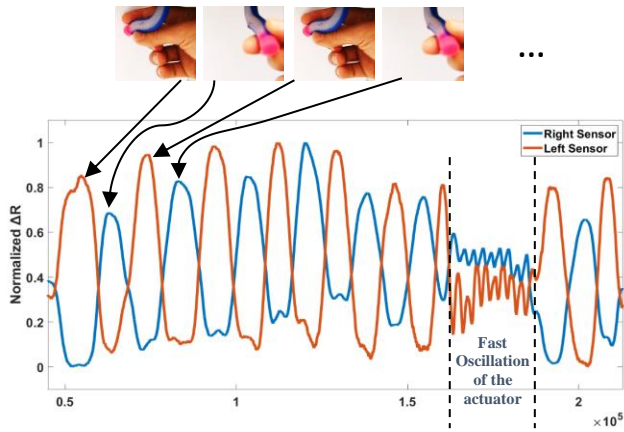 ...
Right Sensor
Left Sensor
Normalized ΔR
1
0.8
0.6
0.4
0.2
0
Fast
Oscillation
of the
actuator
0.5
1
1.5
2
×10⁵